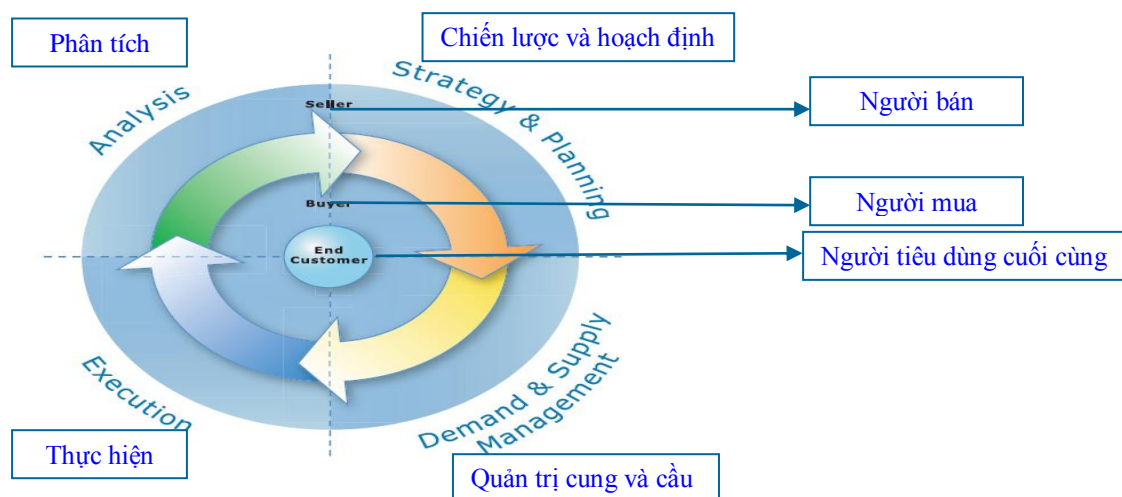 Phân tích
Chiến lược và hoạch định
Analysis
Strategy & Planning
Seller
Người bán
Buyer
Người mua
End
Customer
Người tiêu dùng cuối cùng
Execution
Demand & Supply
Management
Thực hiện
Quản trị cung và cầu